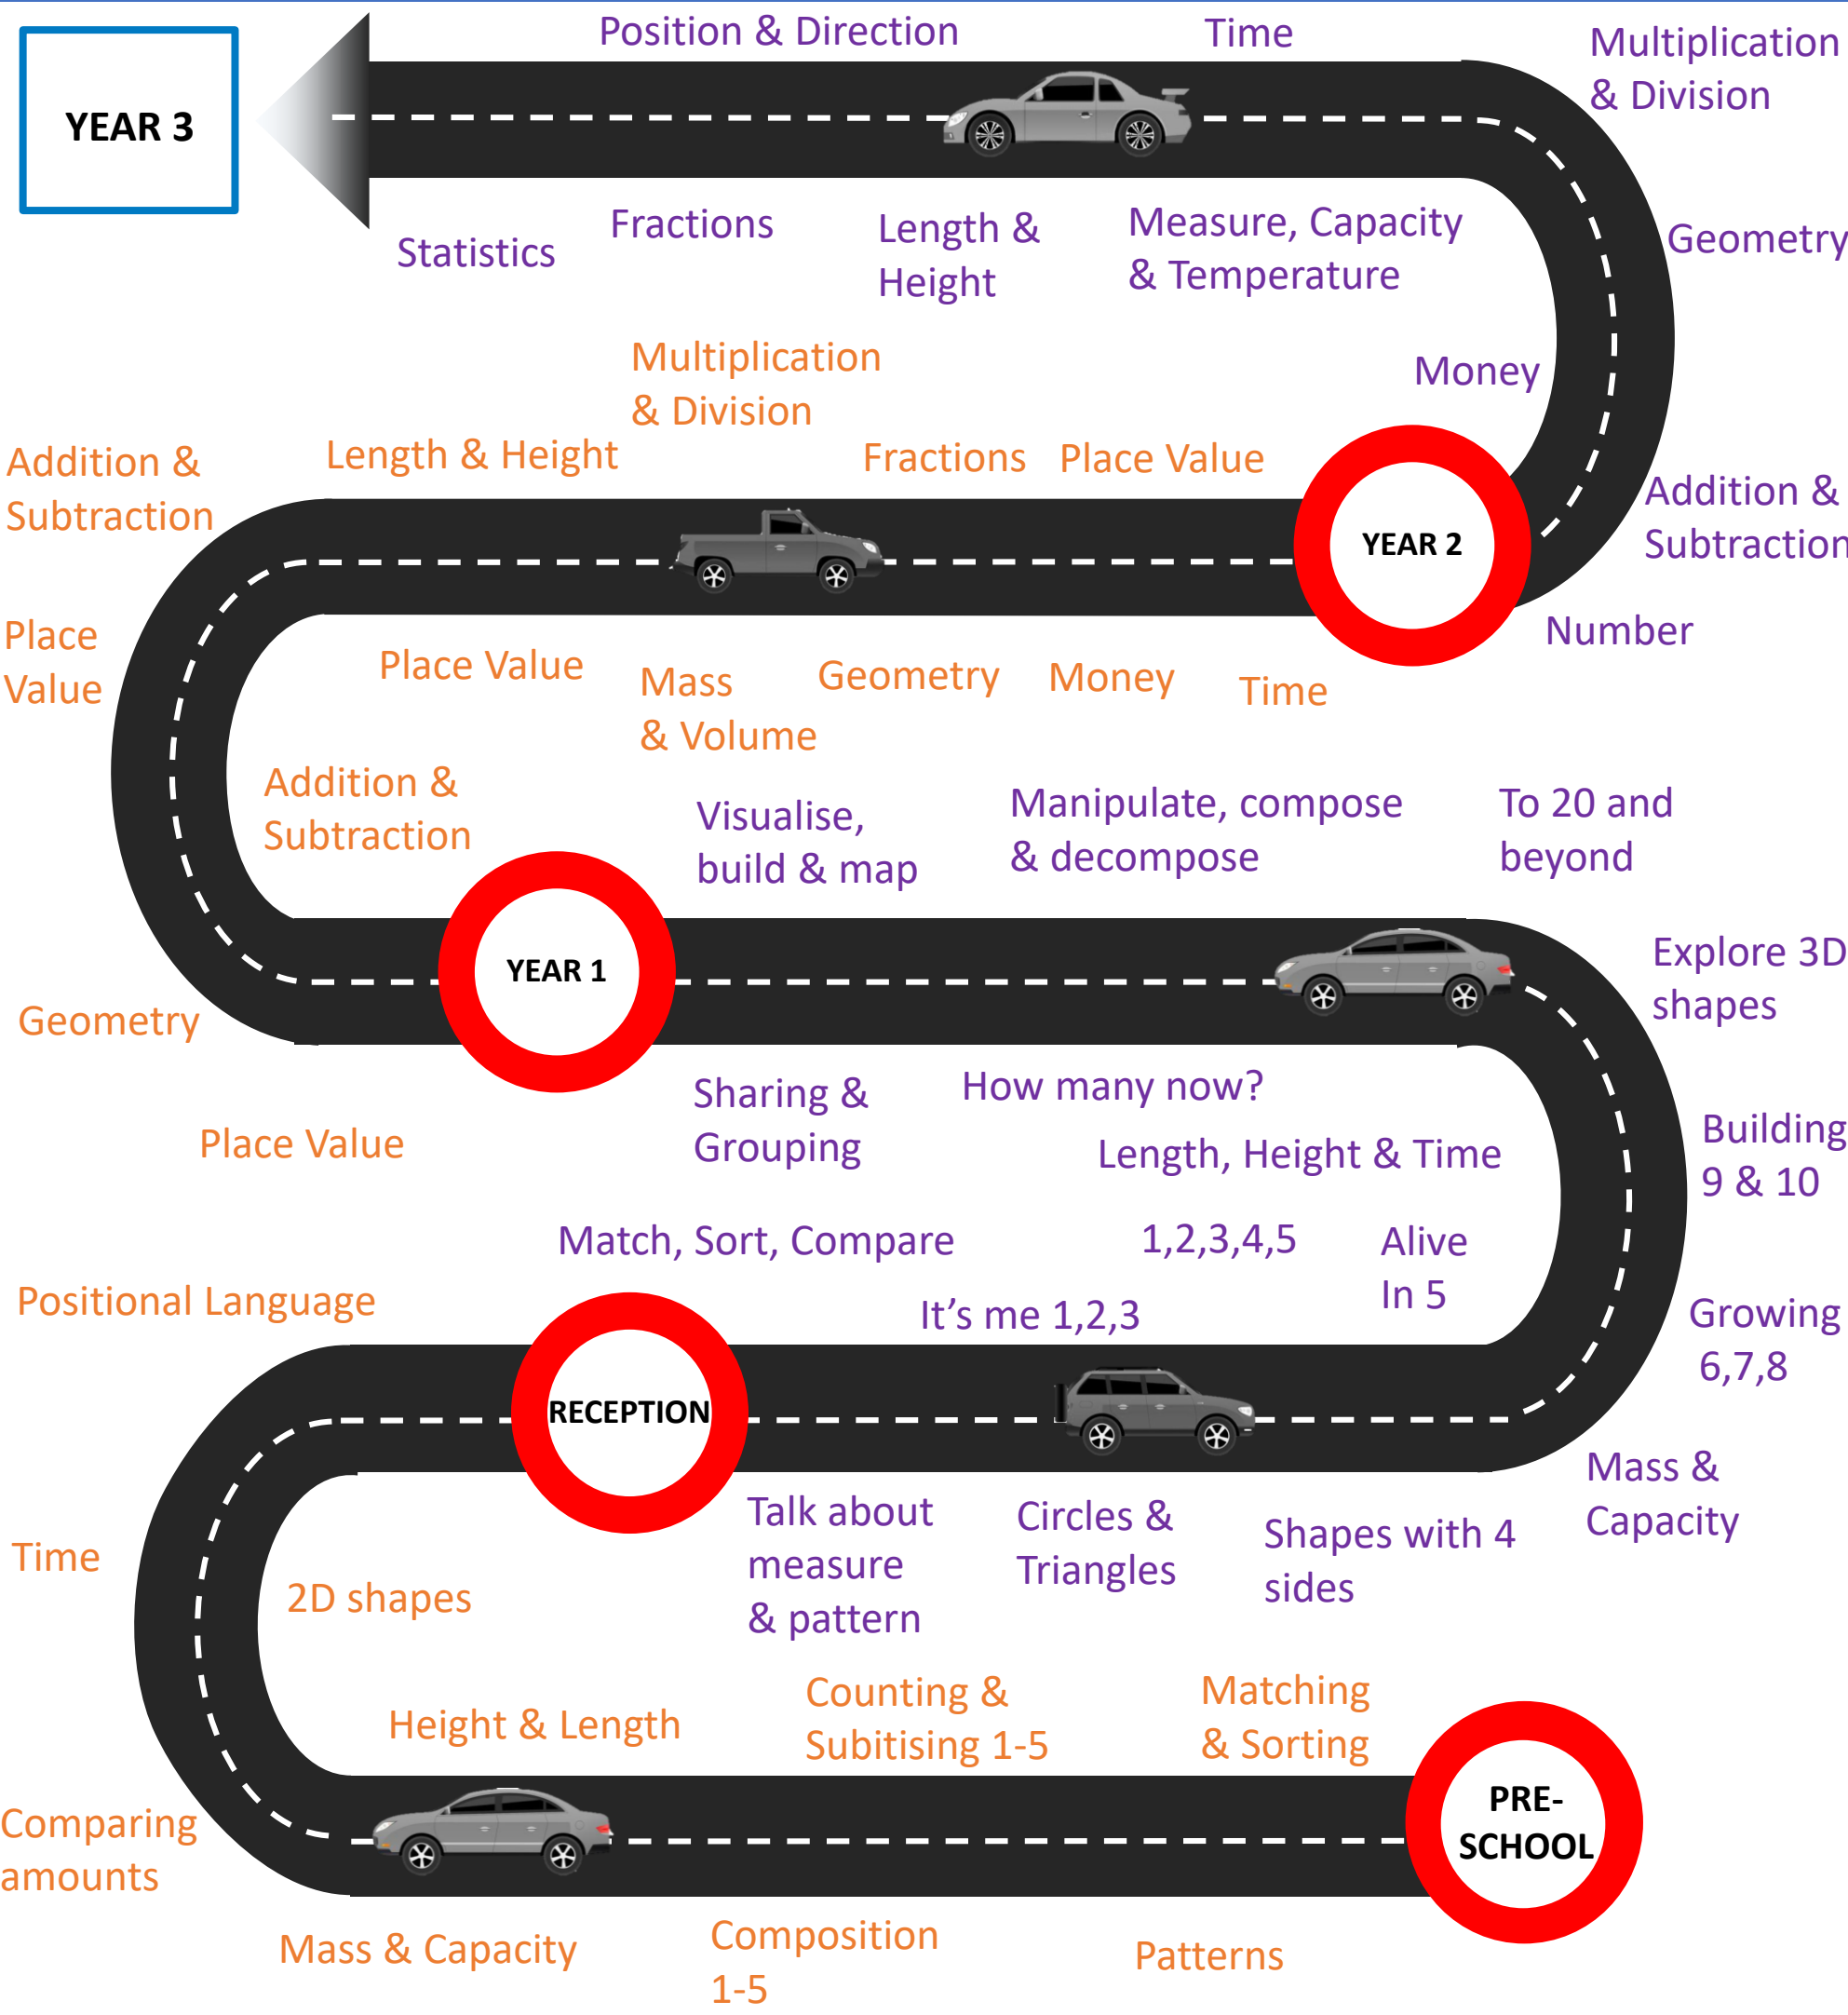 Position & Direction
Time
Multiplication
& Division
YEAR 3
Statistics
Fractions
Length &
Height
Measure, Capacity
& Temperature
Geometry
Money
Multiplication
& Division
Addition &
Subtraction
Length & Height
Fractions
Place Value
YEAR 2
Addition &
Subtraction
Number
Place
Value
Place Value
Mass
& Volume
Geometry
Money
Time
Addition &
Subtraction
Visualise,
build & map
Manipulate, compose
& decompose
To 20 and
beyond
YEAR 1
Explore 3D
shapes
Geometry
Place Value
Sharing &
Grouping
How many now?
Length, Height & Time
Building
9 & 10
Match, Sort, Compare
1,2,3,4,5
Alive
In 5
Positional Language
It's me 1,2,3
Growing
6,7,8
RECEPTION
Mass &
Capacity
Talk about
measure
& pattern
Circles &
Triangles
Shapes with 4
sides
Time
2D shapes
Height & Length
Counting &
Subitising 1-5
Matching
& Sorting
PRE-
SCHOOL
Comparing
amounts
Mass & Capacity
Composition
1-5
Patterns